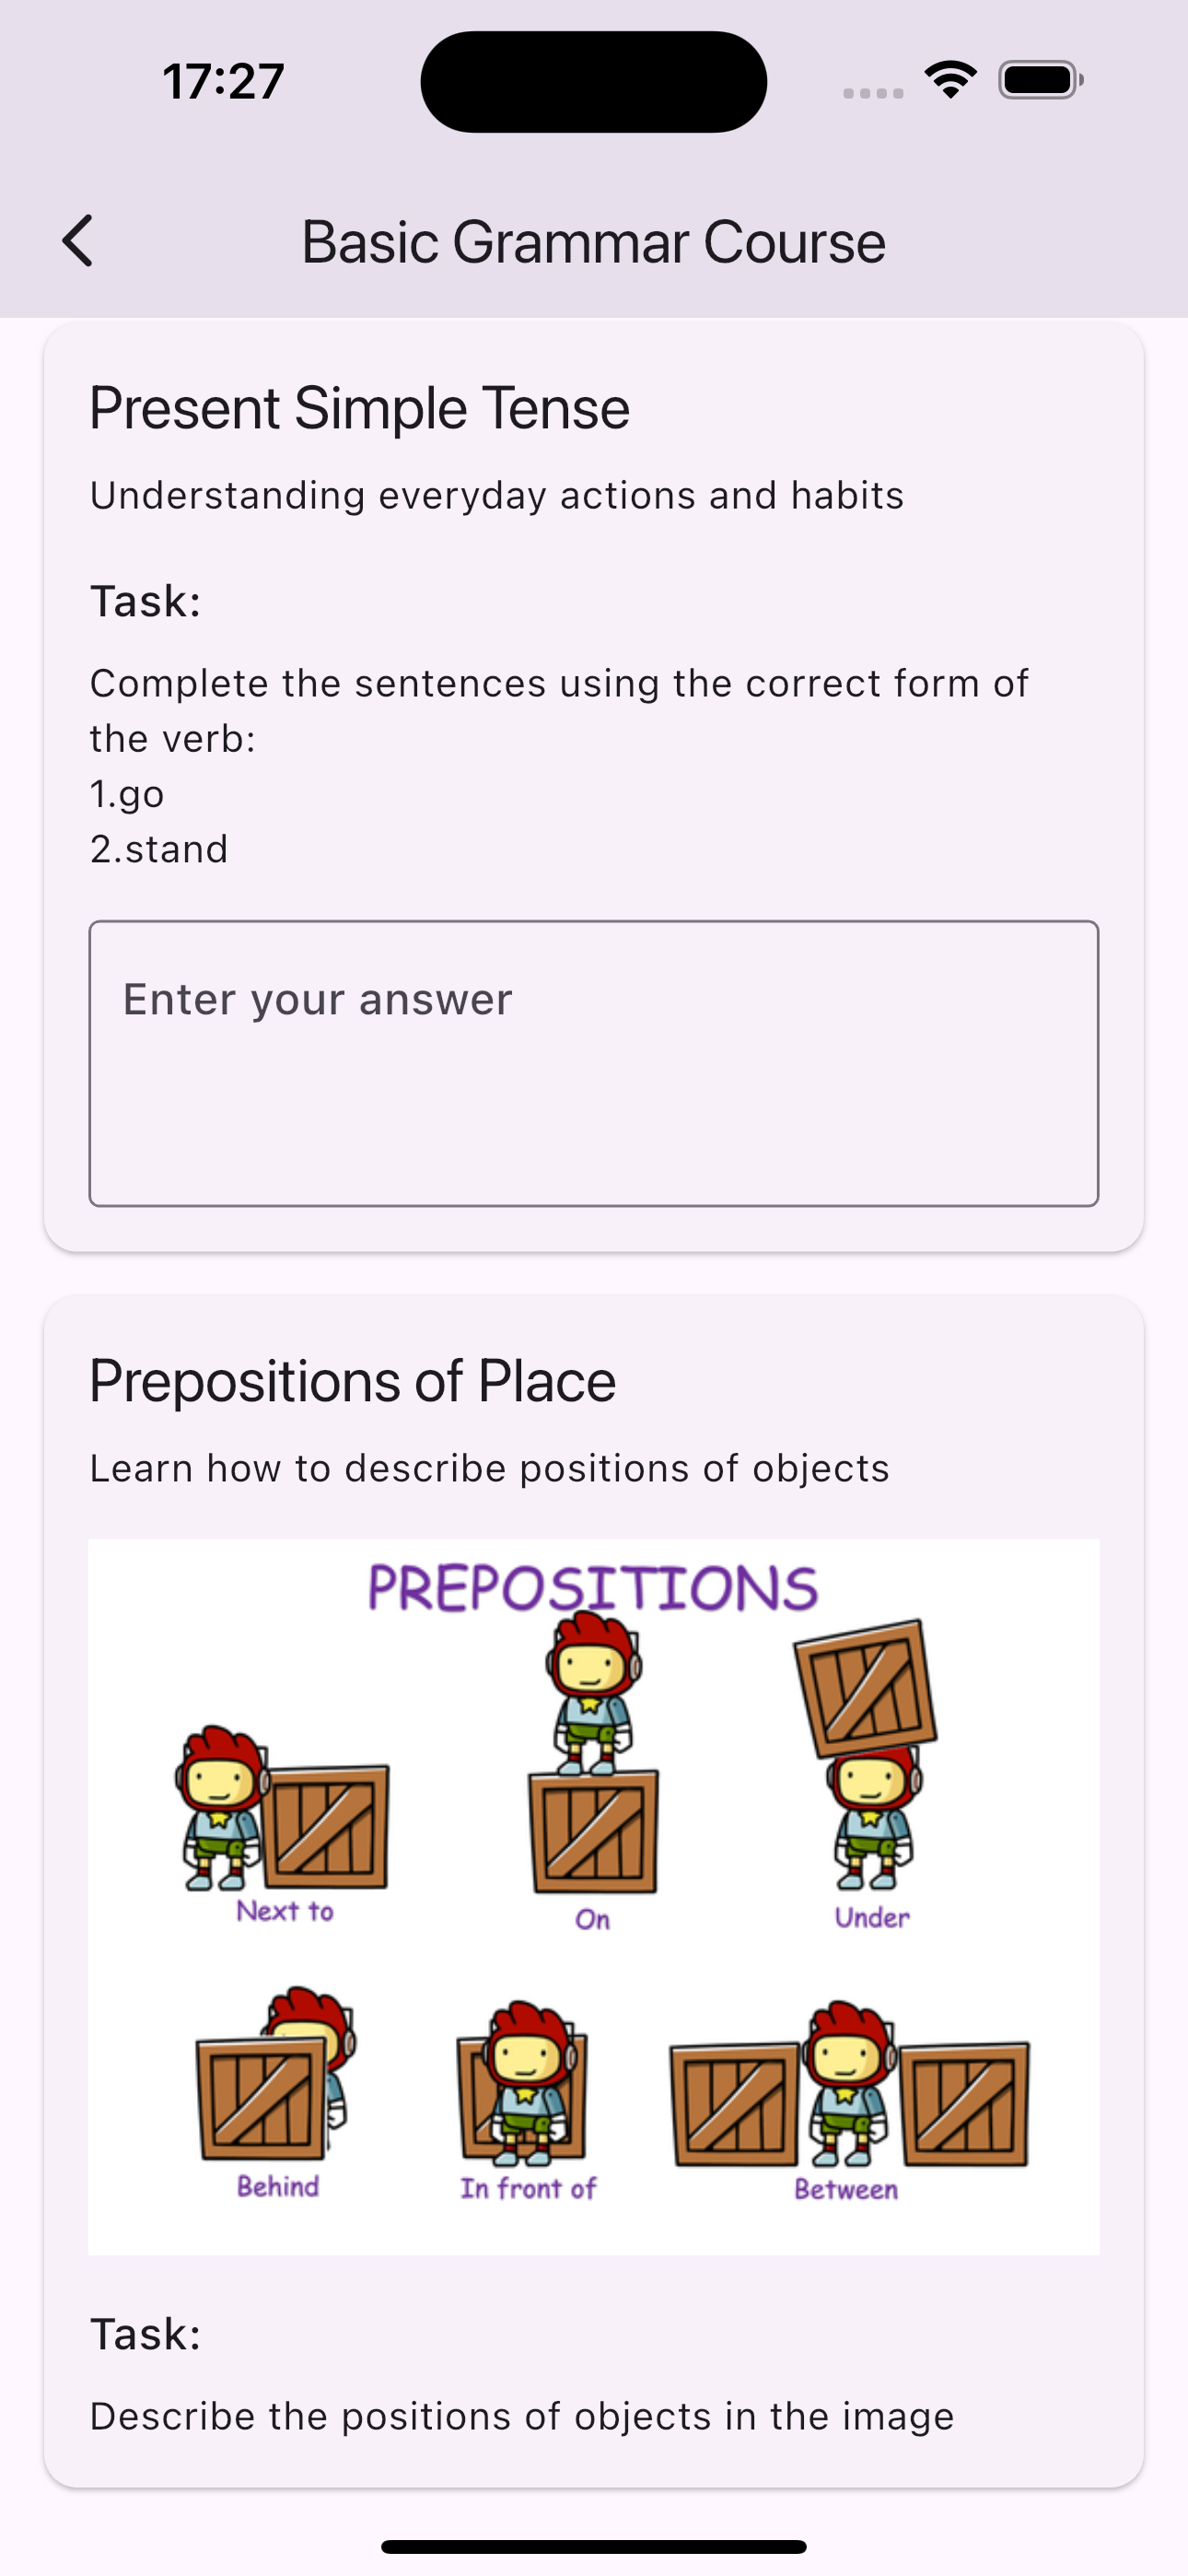 17:27
Basic Grammar Course
Present Simple Tense
Understanding everyday actions and habits
Task:
Complete the sentences using the correct form of
the verb:
1.go
2.stand
Enter your answer
Prepositions of Place
Learn how to describe positions of objects
PREPOSITIONS
Next to
On
Under
Behind
In front of
Between
Task:
Describe the positions of objects in the image